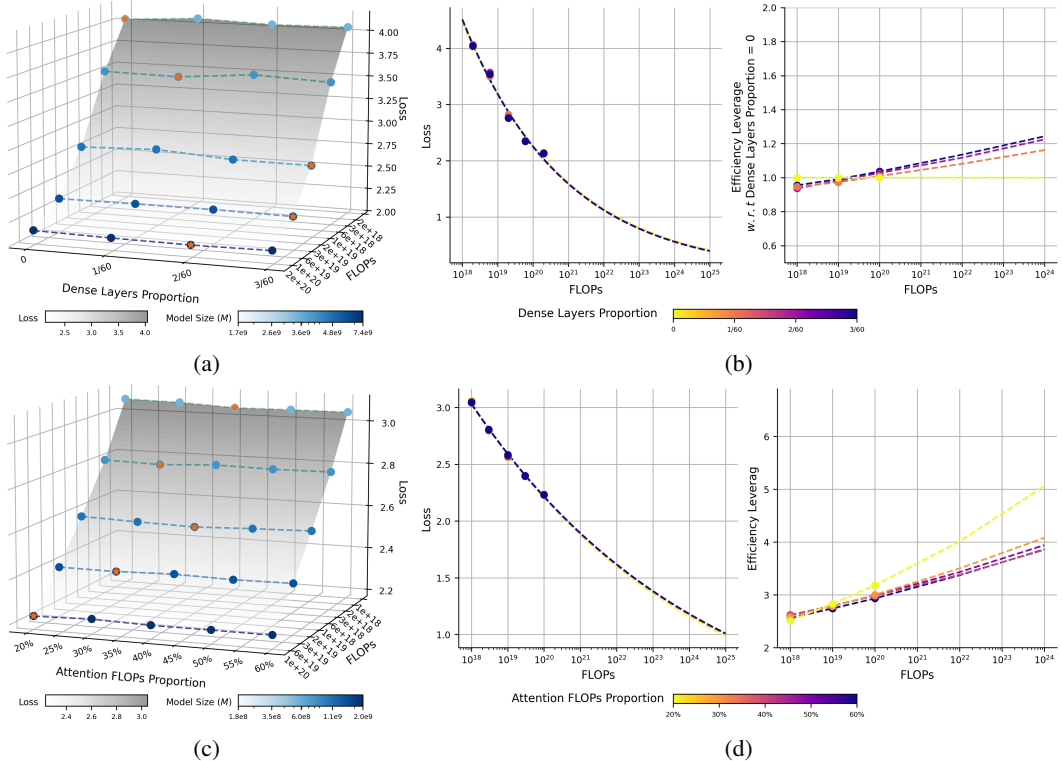 4.00
3.75
3.50
3.25
3.00
2.75
2.50
2.25
2.00
Loss
2e+18
3e+18
6e+18
1e+19
2e+19
3e+19
6e+19
1e+20
2e+20
FLOPs
0
1/60
2/60
3/60
Dense Layers Proportion
Loss
2.5 3.0 3.5 4.0
Model Size (M)
1.7e9 2.6e9 3.6e9 4.8e9 7.4e9
(a)
4
3
2
1
Loss
10^18 10^19 10^20 10^21 10^22 10^23 10^24 10^25
FLOPs
2.0
1.8
1.6
1.4
1.2
1.0
0.8
0.6
Efficiency Leverage
w.r.t Dense Layers Proportion = 0
10^18 10^19 10^20 10^21 10^22 10^23 10^24
FLOPs
Dense Layers Proportion
0 1/60 2/60 3/60
(b)
3.0
2.8
2.6
2.4
2.2
Loss
1e+18
2e+18
3e+18
6e+18
1e+19
2e+19
3e+19
6e+19
1e+20
FLOPs
20% 25% 30% 35% 40% 45% 50% 55% 60%
Attention FLOPs Proportion
Loss
2.4 2.6 2.8 3.0
Model Size (M)
1.8e8 3.5e8 6.0e8 1.1e9 2.0e9
(c)
3.0
2.5
2.0
1.5
1.0
Loss
10^18 10^19 10^20 10^21 10^22 10^23 10^24 10^25
FLOPs
6
5
4
3
2
Efficiency Leverag
10^18 10^19 10^20 10^21 10^22 10^23 10^24
FLOPs
Attention FLOPs Proportion
20% 30% 40% 50% 60%
(d)